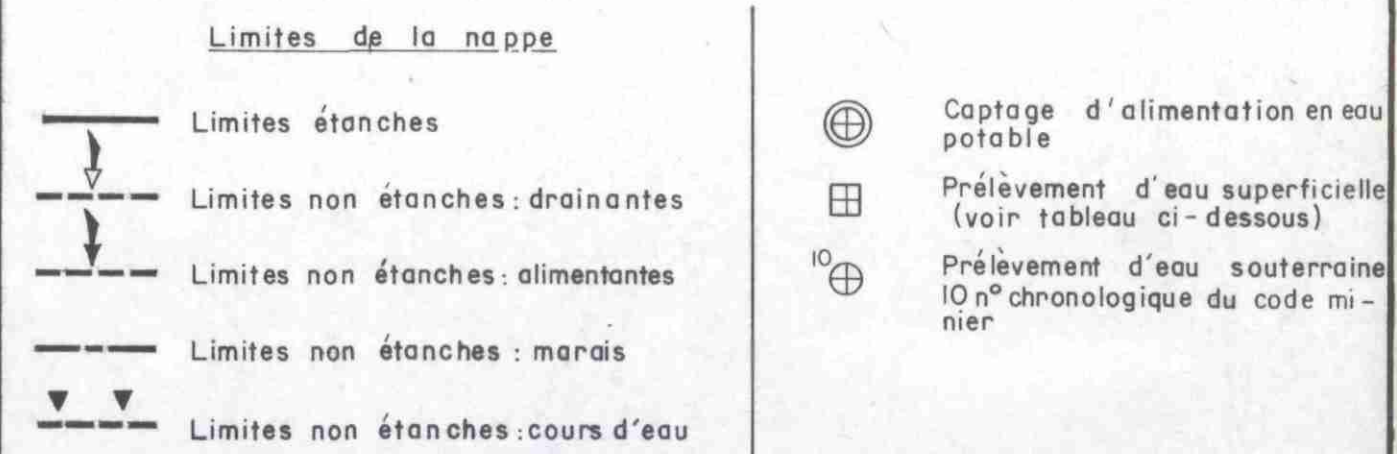 Limites de la nappe
Limites étanches
Limites non étanches : drainantes
Limites non étanches : alimentantes
Limites non étanches : marais
Limites non étanches : cours d'eau
Captage d'alimentation en eau
potable
Prélèvement d'eau superficielle
(voir tableau ci-dessous)
10
Prélèvement d'eau souterraine
10 n° chronologique du code mi-
nier